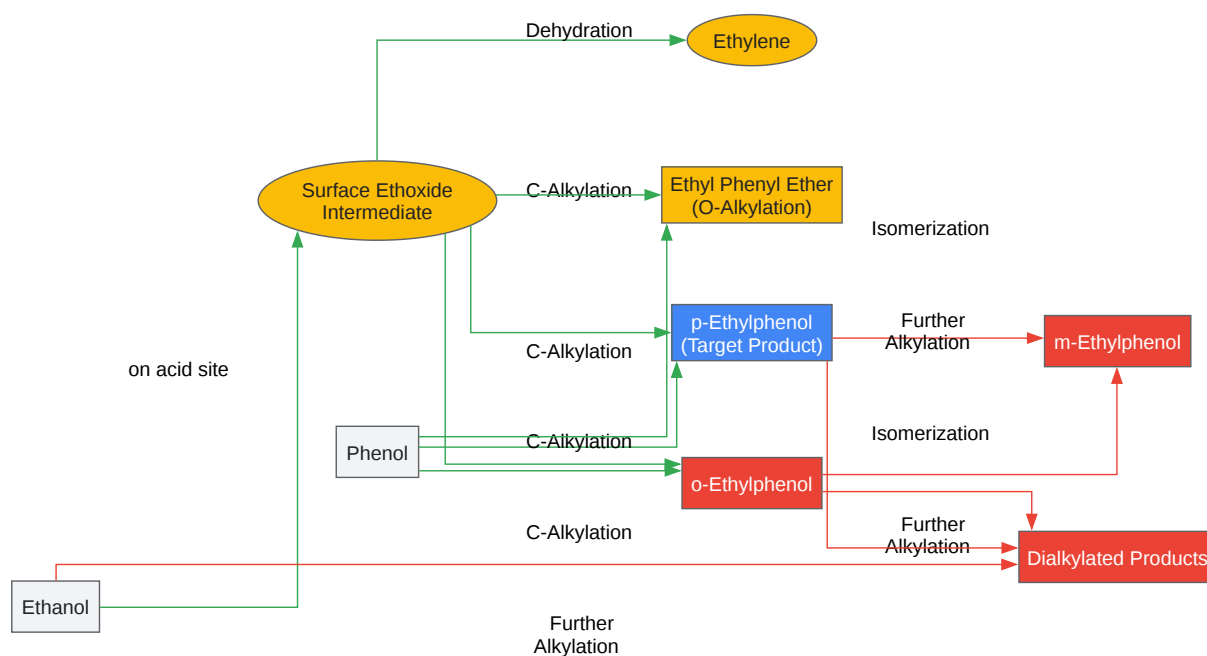 Dehydration
Ethylene
Surface Ethoxide
Intermediate
C-Alkylation
Ethyl Phenyl Ether
(O-Alkylation)
Isomerization
p-Ethylphenol
(Target Product)
Further
Alkylation
m-Ethylphenol
C-Alkylation
on acid site
Phenol
C-Alkylation
Isomerization
o-Ethylphenol
C-Alkylation
Further
Alkylation
Dialkylated Products
Ethanol
Further
Alkylation